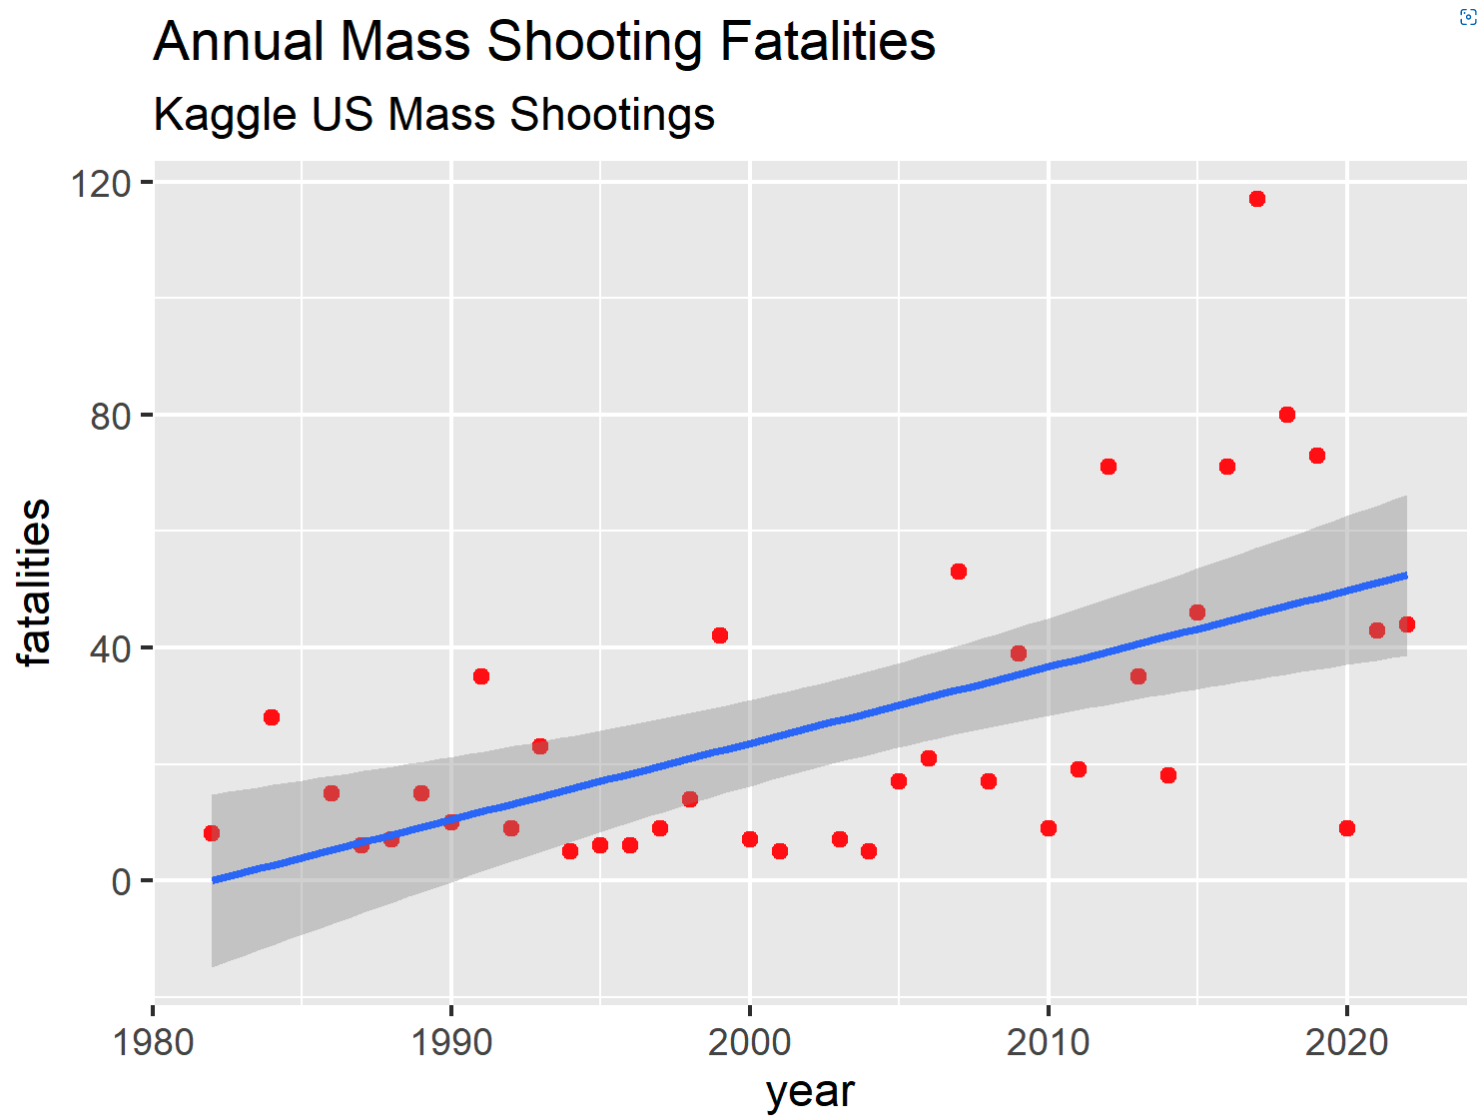 Annual Mass Shooting Fatalities
Kaggle US Mass Shootings
120
80
40
0
fatalities
1980 1990 2000 2010 2020
year